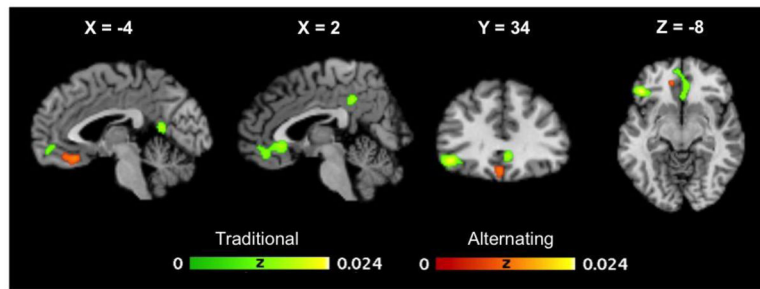 X = -4 X = 2 Y = 34 Z = -8
Traditional Alternating
0 z 0.024 0 z 0.024